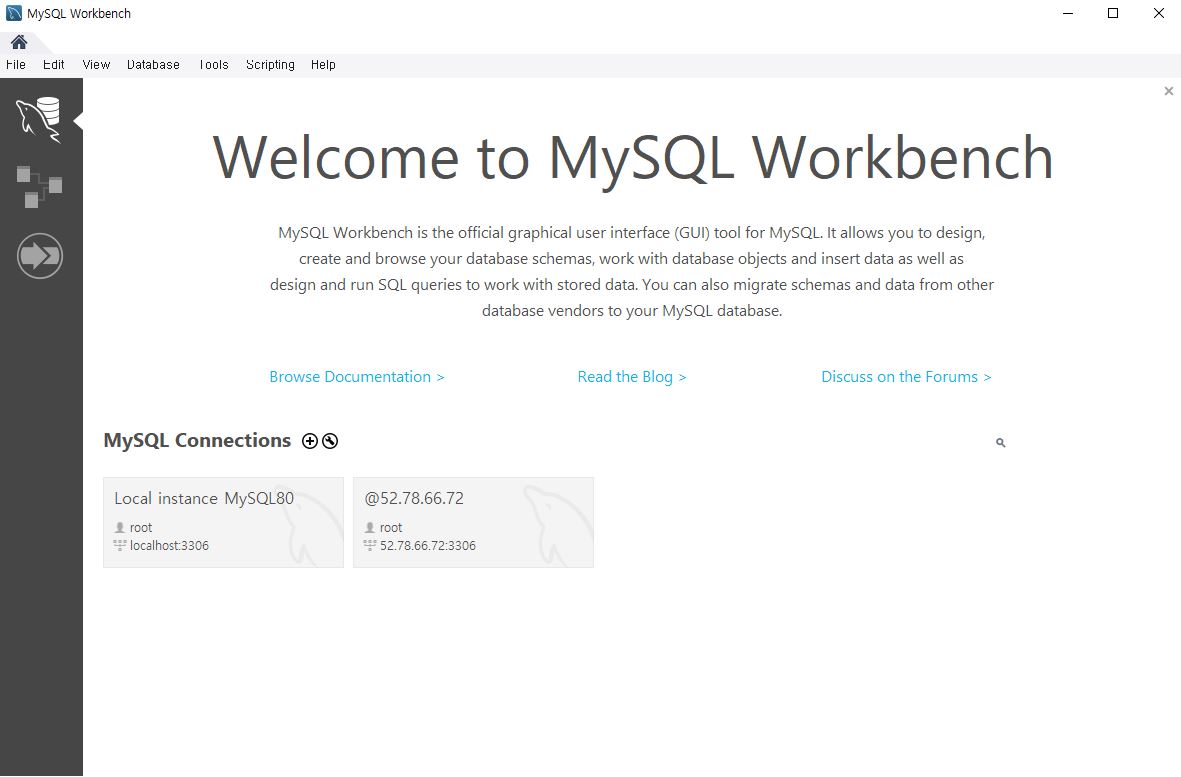 MySQL Workbench
File Edit View Database Tools Scripting Help
Welcome to MySQL Workbench
MySQL Workbench is the official graphical user interface (GUI) tool for MySQL. It allows you to design,
create and browse your database schemas, work with database objects and insert data as well as
design and run SQL queries to work with stored data. You can also migrate schemas and data from other
database vendors to your MySQL database.
Browse Documentation > Read the Blog > Discuss on the Forums >
MySQL Connections
Local instance MySQL80
root
localhost:3306
@52.78.66.72
root
52.78.66.72:3306